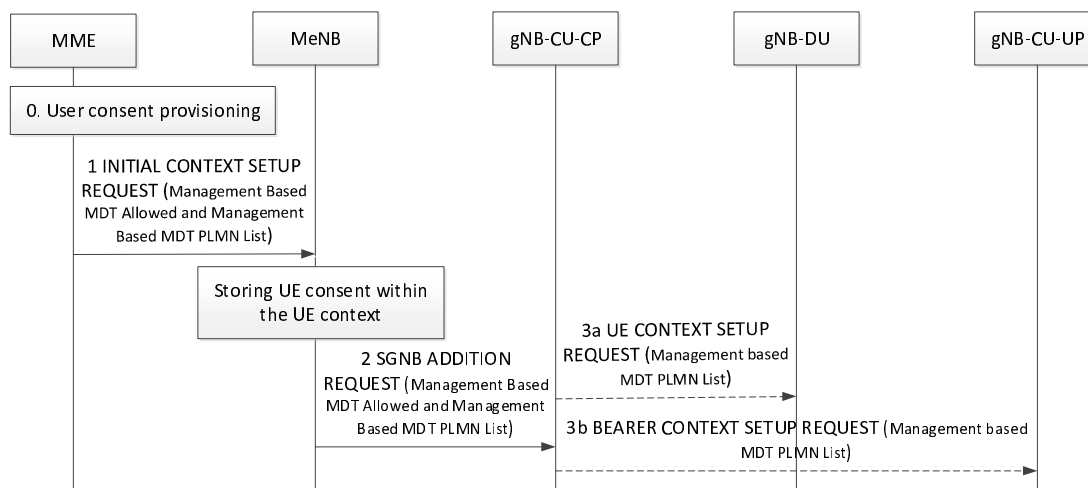 MME
MeNB
gNB-CU-CP
gNB-DU
gNB-CU-UP
0. User consent provisioning
1 INITIAL CONTEXT SETUP
REQUEST (Management Based
MDT Allowed and Management
Based MDT PLMN List)
Storing UE consent within
the UE context
2 SGNB ADDITION
REQUEST (Management Based
MDT Allowed and Management
Based MDT PLMN List)
3a UE CONTEXT SETUP
REQUEST (Management based
MDT PLMN List)
3b BEARER CONTEXT SETUP REQUEST (Management based
MDT PLMN List)